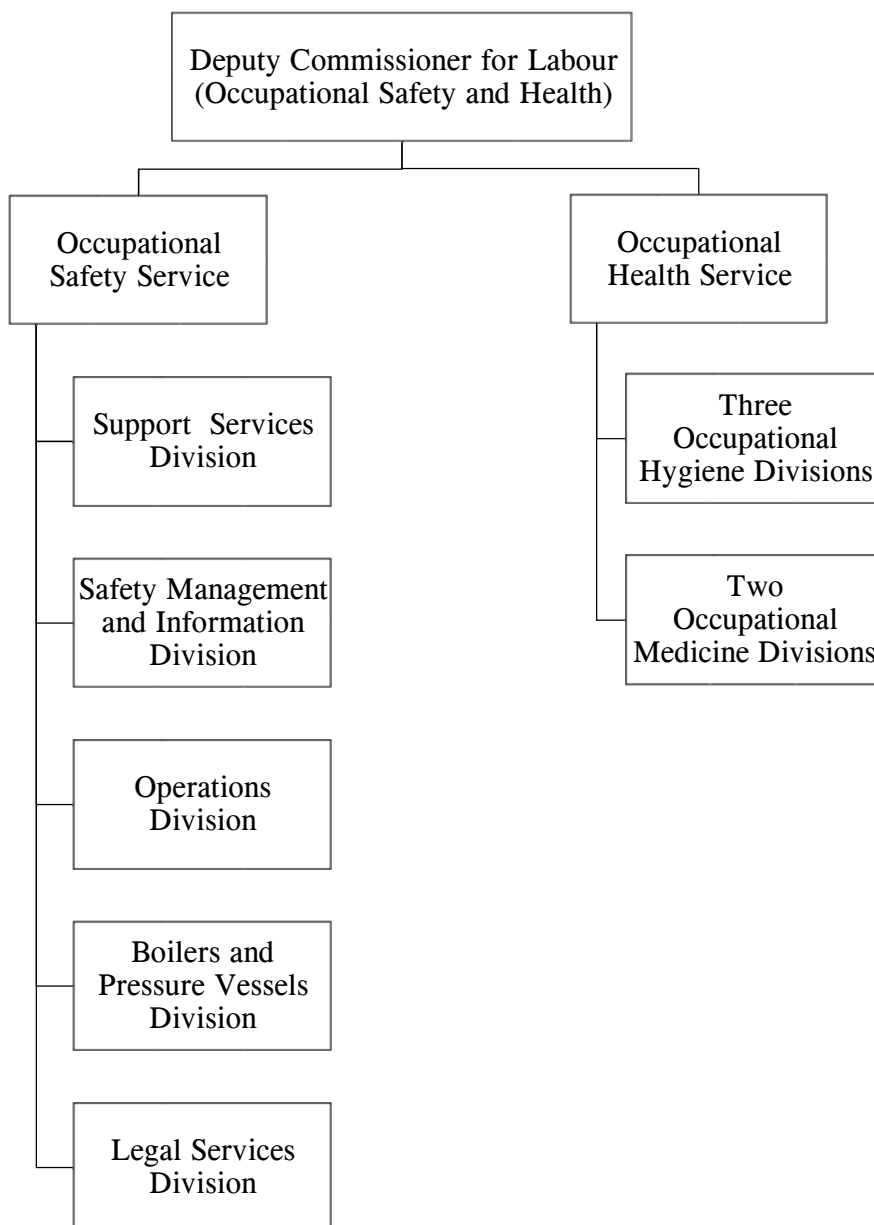 Deputy Commissioner for Labour
(Occupational Safety and Health)
Occupational
Safety Service
Occupational
Health Service
Support Services
Division
Safety Management
and Information
Division
Operations
Division
Boilers and
Pressure Vessels
Division
Legal Services
Division
Three
Occupational
Hygiene Divisions
Two
Occupational
Medicine Divisions